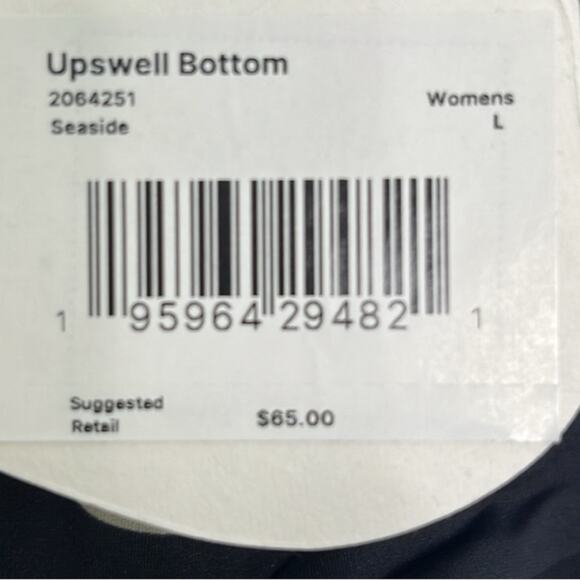 Upswell Bottom
2064251 Womens
Seaside L
1 95964 29482 1
Suggested
Retail $65.00